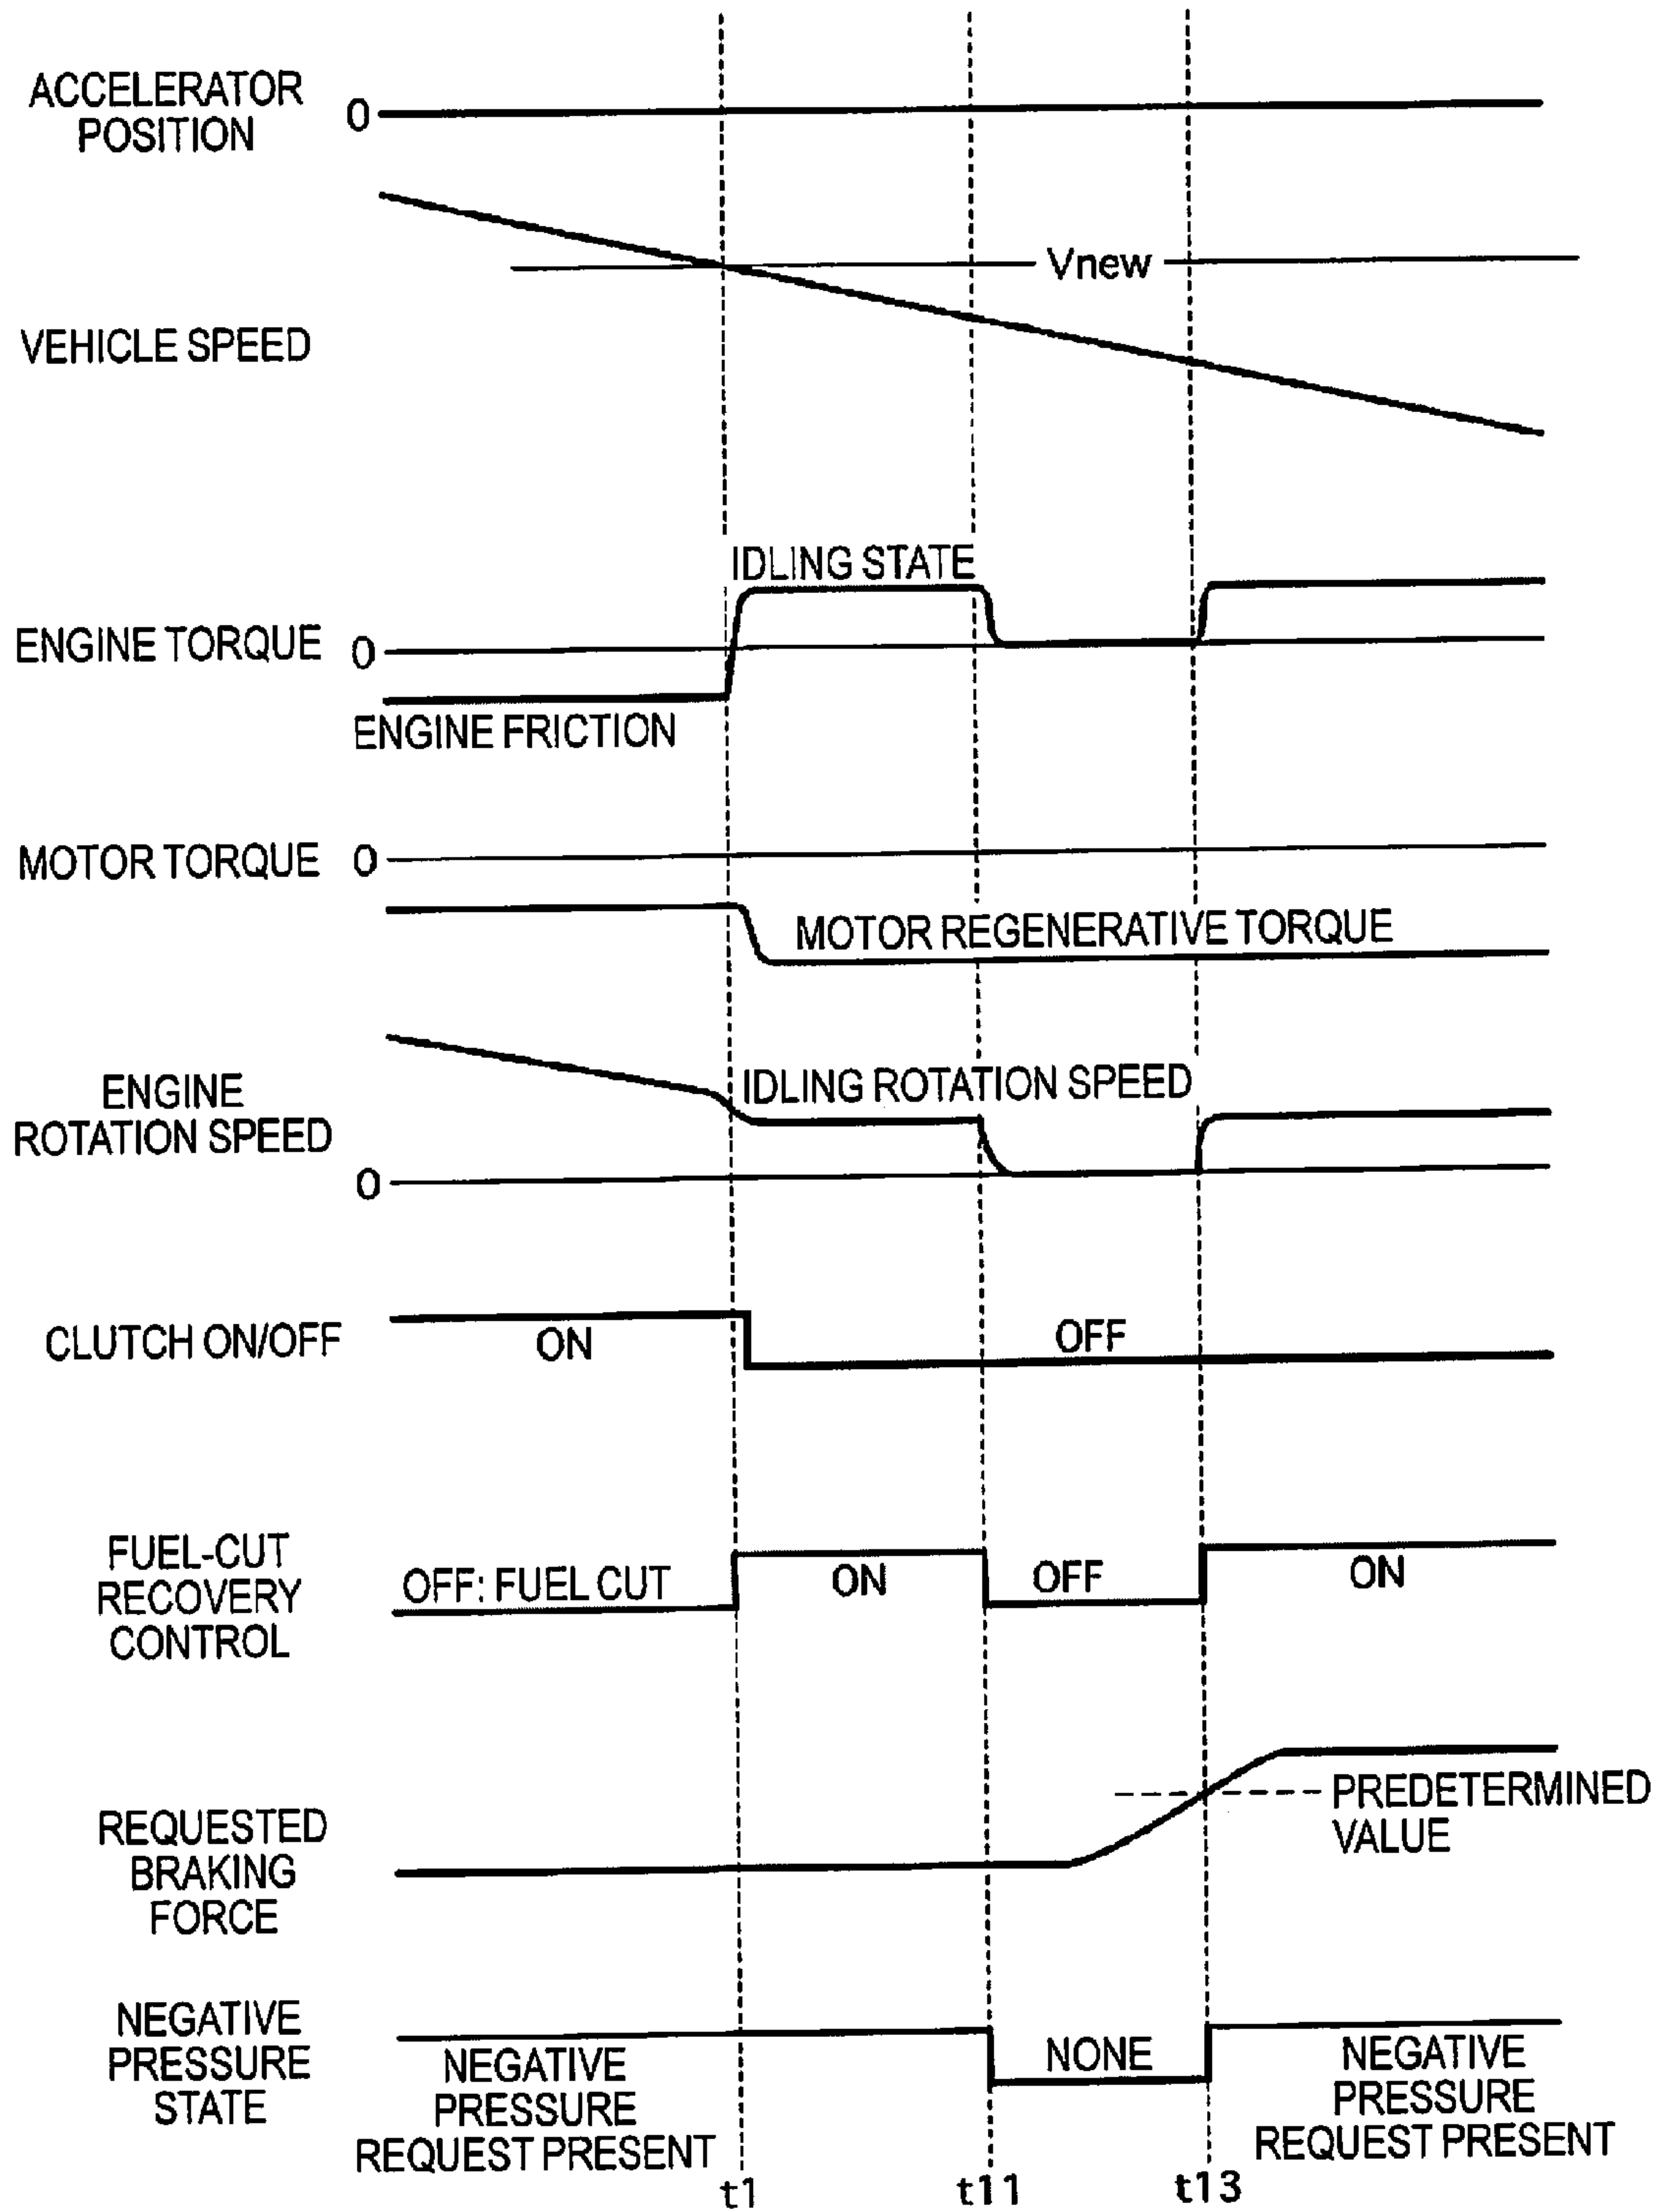 ACCELERATOR
POSITION
0
Vnew
VEHICLE SPEED
IDLING STATE
ENGINE TORQUE
0
ENGINE FRICTION
MOTOR TORQUE
0
MOTOR REGENERATIVE TORQUE
ENGINE
ROTATION SPEED
IDLING ROTATION SPEED
0
CLUTCH ON/OFF
ON
OFF
FUEL-CUT
RECOVERY
CONTROL
OFF: FUEL CUT
ON
OFF
ON
PREDETERMINED
VALUE
REQUESTED
BRAKING
FORCE
NEGATIVE
PRESSURE
STATE
NEGATIVE
PRESSURE
REQUEST PRESENT
NONE
NEGATIVE
PRESSURE
REQUEST PRESENT
t1
t11
t13